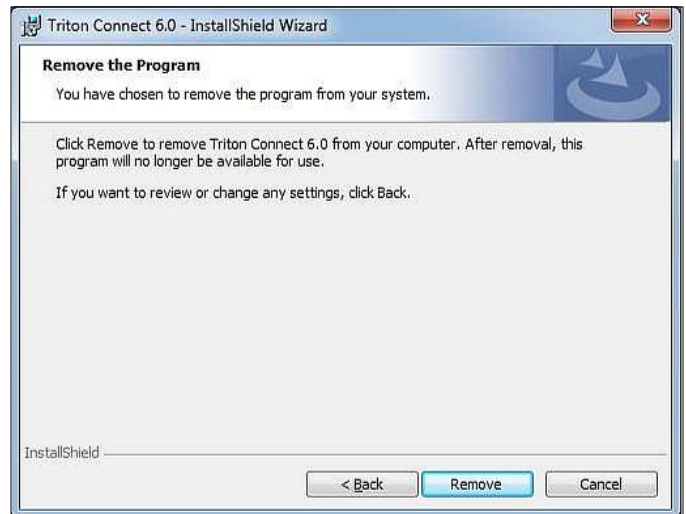 Triton Connect 6.0 - InstallShield Wizard
Remove the Program
You have chosen to remove the program from your system.
Click Remove to remove Triton Connect 6.0 from your computer. After removal, this
program will no longer be available for use.
If you want to review or change any settings, click Back.
InstallShield
< Back
Remove
Cancel